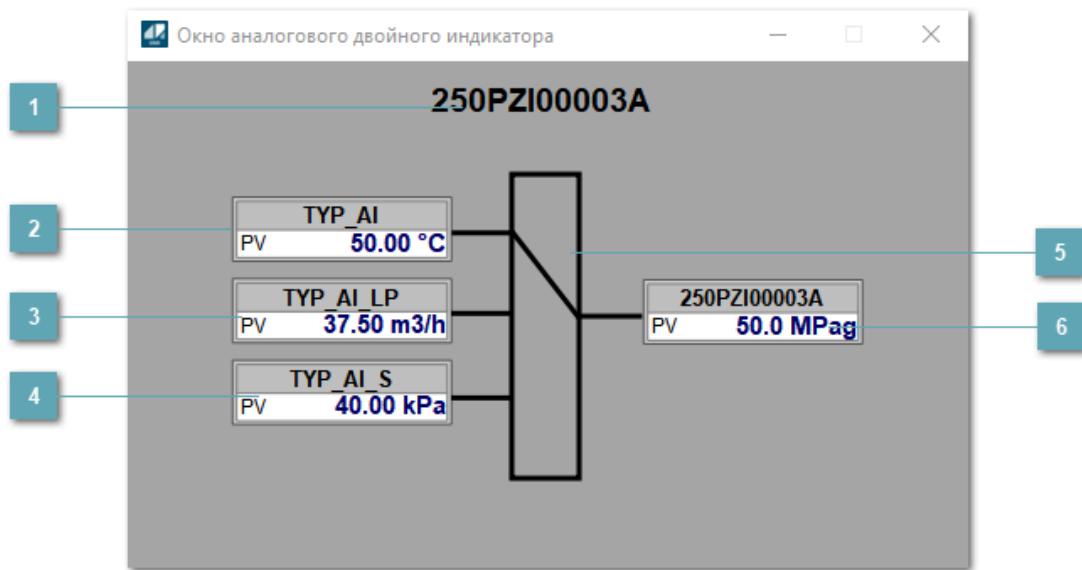 Окно аналогового двойного индикатора
1
250PZI00003A
2
TYP_AI
PV 50.00 °C
5
3
TYP_AI_LP
PV 37.50 m3/h
250PZI00003A
PV 50.0 MPag
6
4
TYP_AI_S
PV 40.00 kPa